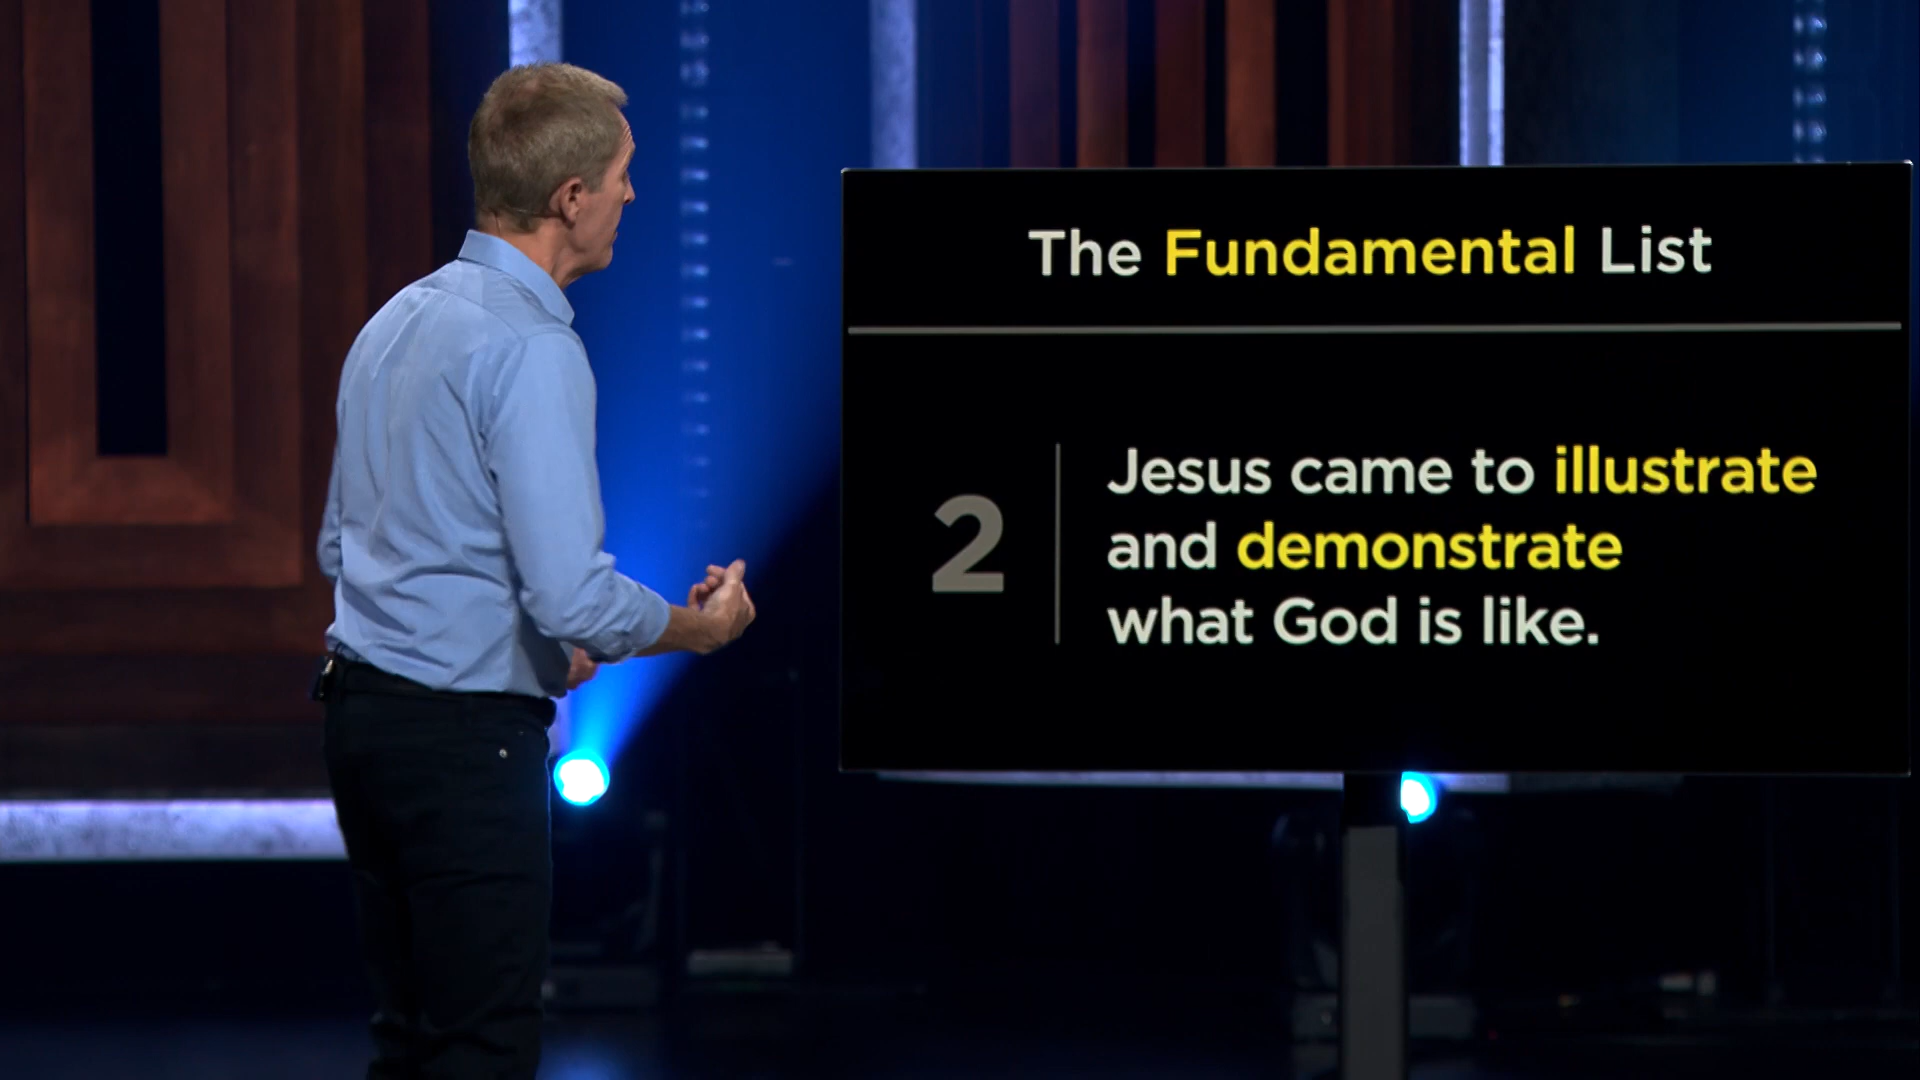 The Fundamental List
2
Jesus came to illustrate
and demonstrate
what God is like.